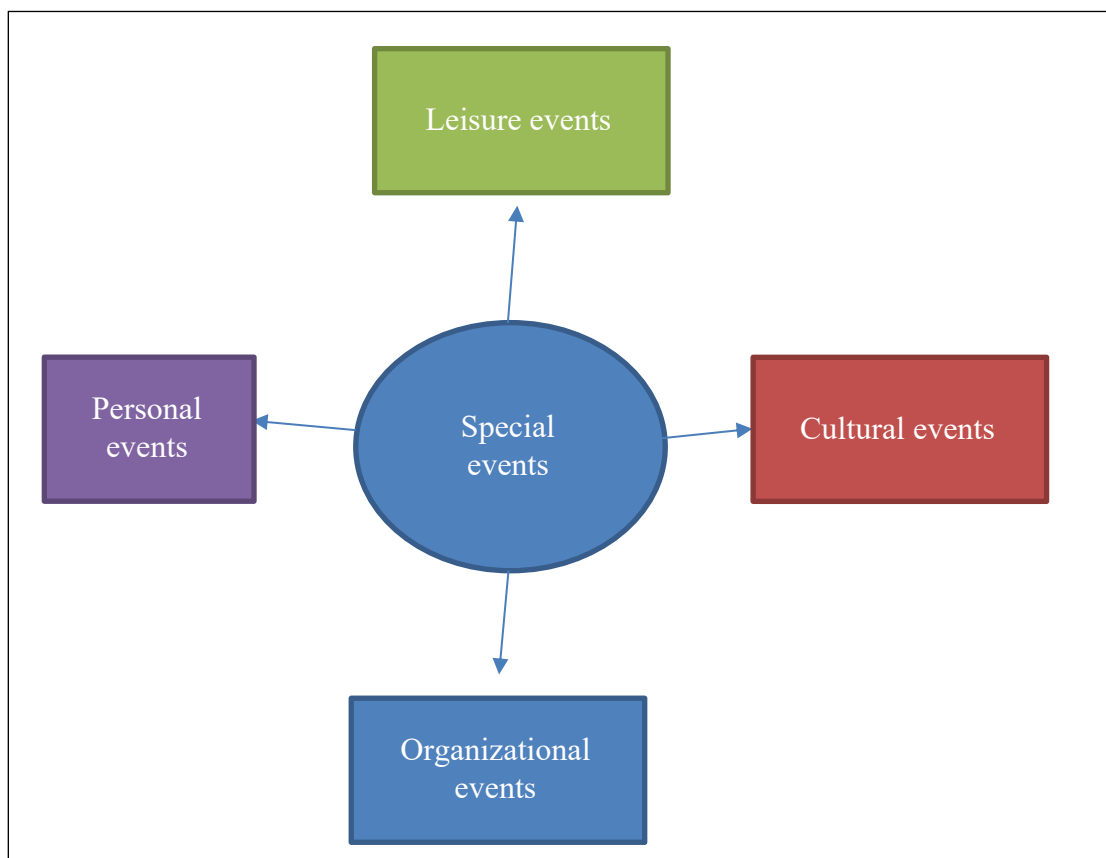 Leisure events
Personal
events
Special
events
Cultural events
Organizational
events